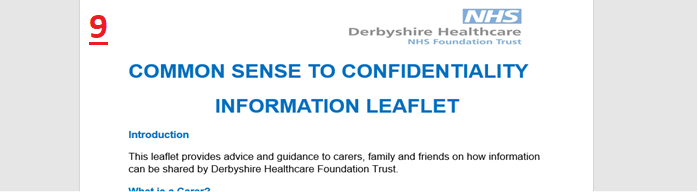 9
NHS
Derbyshire Healthcare
NHS Foundation Trust
COMMON SENSE TO CONFIDENTIALITY
INFORMATION LEAFLET
Introduction
This leaflet provides advice and guidance to carers, family and friends on how information
can be shared by Derbyshire Healthcare Foundation Trust.
What is a Carer?